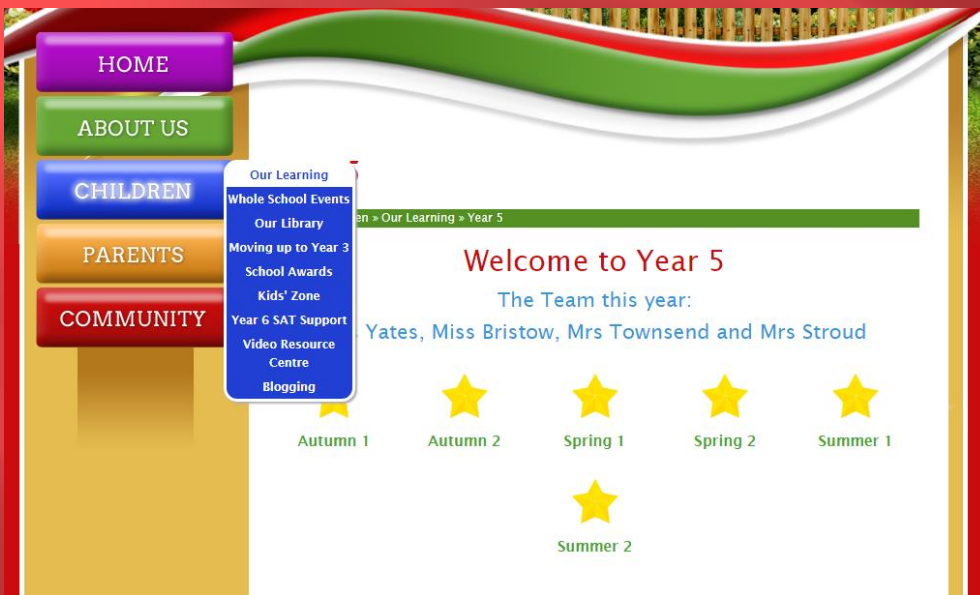 HOME
ABOUT US
CHILDREN
PARENTS
COMMUNITY
Our Learning
Whole School Events
Our Library
Moving up to Year 3
School Awards
Kids' Zone
Year 6 SAT Support
Video Resource
Centre
Blogging
» Our Learning » Year 5
Welcome to Year 5
The Team this year:
Yates, Miss Bristow, Mrs Townsend and Mrs Stroud
Autumn 1
Autumn 2
Spring 1
Spring 2
Summer 1
Summer 2